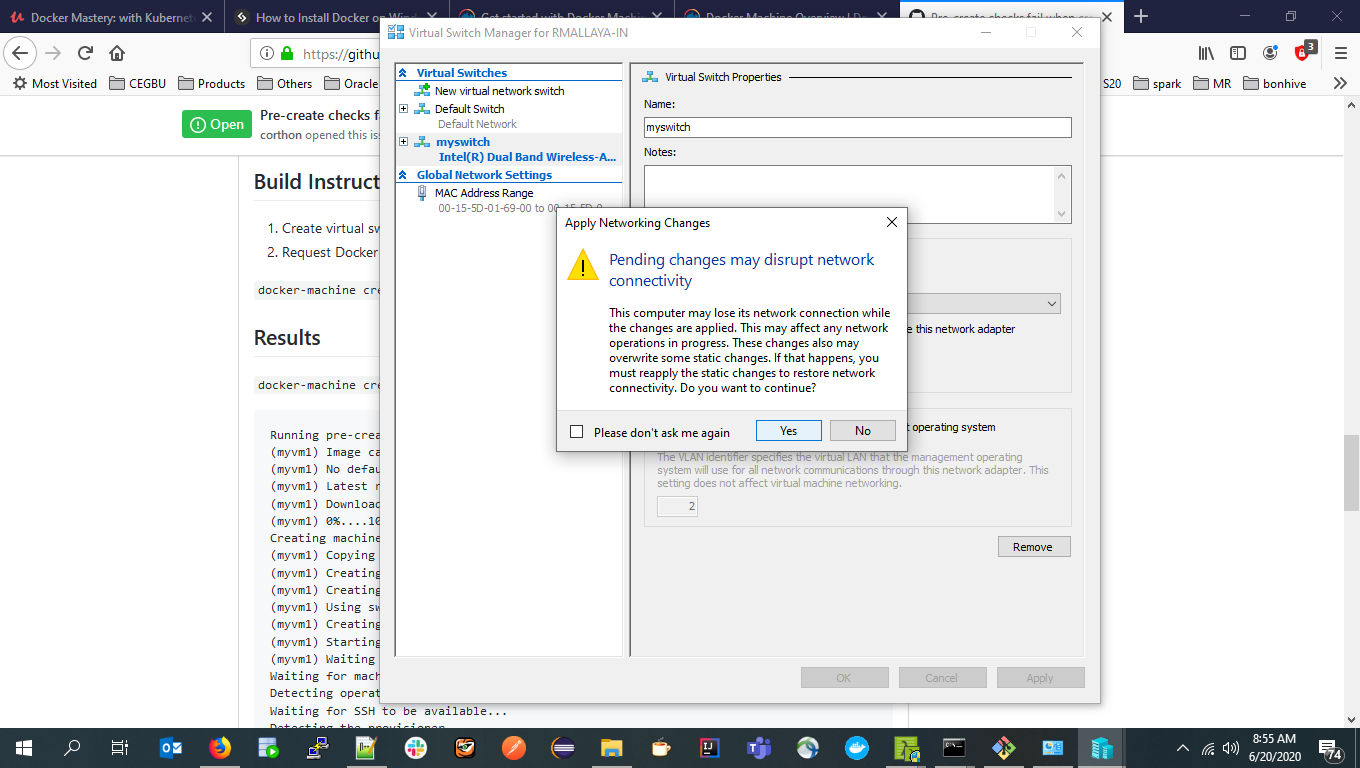 Docker Mastery: with Kubernet
How to Install Docker on Wind
Get started with Docker Machin
Docker Machine Overview | Do
Pre-create checks fail when cre
https://githu
3
Most Visited
CEGBU
Products
Others
Oracle
S20
spark
MR
bonhive
Open
Pre-create checks fa
corthon opened this iss
Build Instruct
1. Create virtual sw
2. Request Docker
docker-machine cre
Results
docker-machine cre
Running pre-crea
(myvm1) Image ca
(myvm1) No defau
(myvm1) Latest r
(myvm1) Download
(myvm1) 0%....10
Creating machine
(myvm1) Copying
(myvm1) Creating
(myvm1) Creating
(myvm1) Using sw
(myvm1) Creating
(myvm1) Starting
(myvm1) Waiting
Waiting for mach
Detecting operat
Waiting for SSH to be available...
Detecting the provisioner
Virtual Switch Manager for RMALLAYA-IN
Virtual Switches
New virtual network switch
Default Switch
Default Network
myswitch
Intel(R) Dual Band Wireless-A...
Global Network Settings
MAC Address Range
00-15-5D-01-69-00 to 00-15-5D-0
Virtual Switch Properties
Name:
myswitch
Notes:
e this network adapter
t operating system
The VLAN identifier specifies the virtual LAN that the management operating
system will use for all network communications through this network adapter. This
setting does not affect virtual machine networking.
2
Remove
OK
Cancel
Apply
Apply Networking Changes
Pending changes may disrupt network
connectivity
This computer may lose its network connection while
the changes are applied. This may affect any network
operations in progress. These changes also may
overwrite some static changes. If that happens, you
must reapply the static changes to restore network
connectivity. Do you want to continue?
Please don't ask me again
Yes
No
8:55 AM
6/20/2020
74